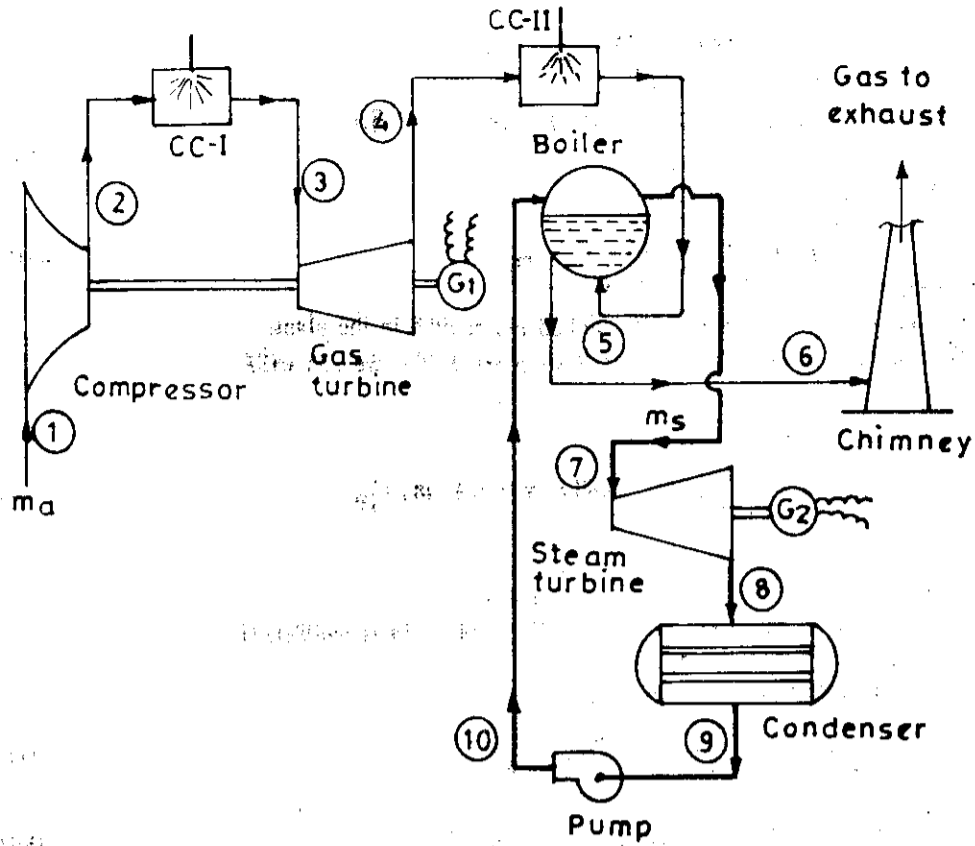 CC-II
CC-I
Gas to
exhaust
Boiler
2
3
4
G1
5
6
Gas
turbine
Compressor
1
ma
ms
Chimney
7
G2
Steam
turbine
8
Condenser
9
10
Pump